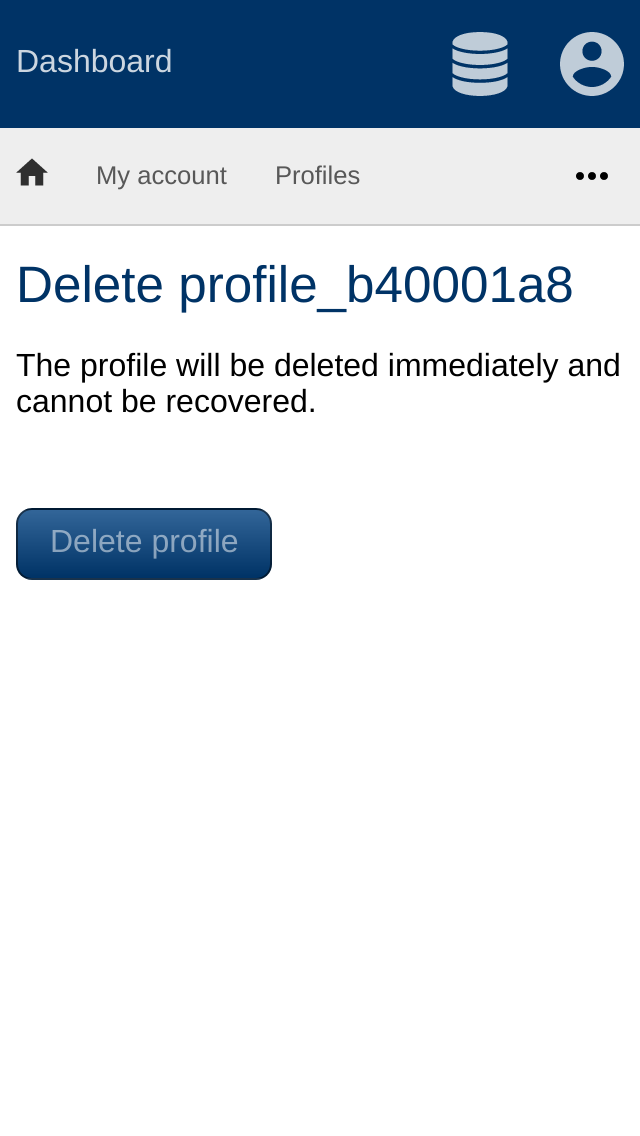 Dashboard
My account Profiles
Delete profile_b40001a8
The profile will be deleted immediately and
cannot be recovered.
Delete profile